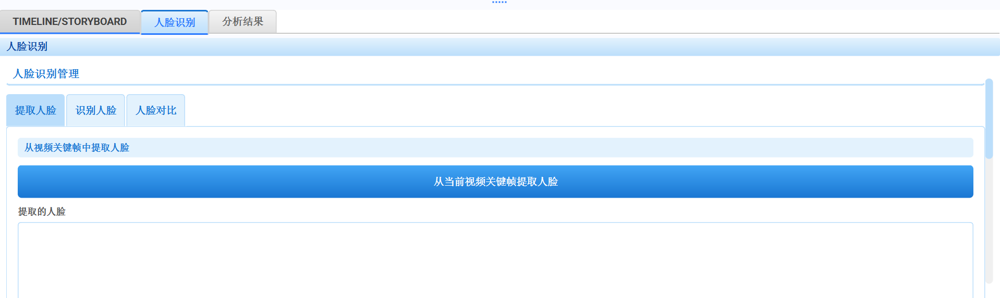 TIMELINE/STORYBOARD 人脸识别 分析结果
人脸识别
人脸识别管理
提取人脸 识别人脸 人脸对比
从视频关键帧中提取人脸
从当前视频关键帧提取人脸
提取的人脸